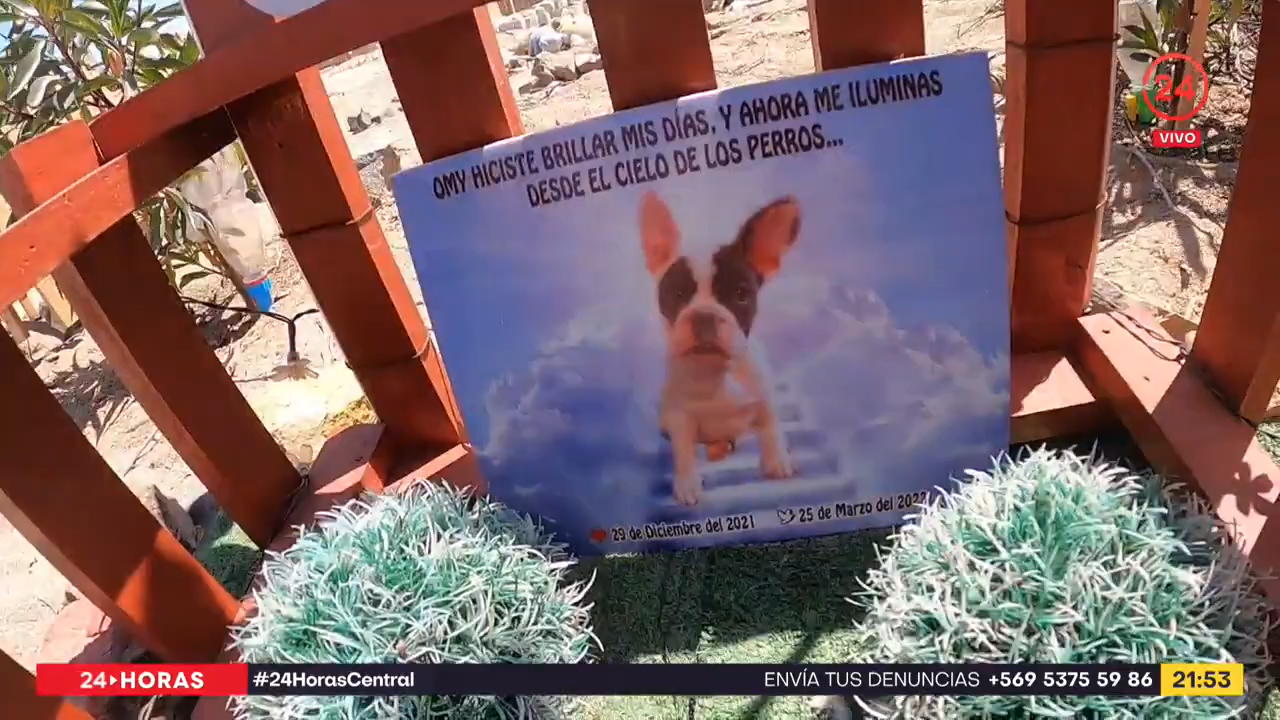 OMY HICISTE BRILLAR MIS DÍAS, Y AHORA ME ILUMINAS
DESDE EL CIELO DE LOS PERROS...
29 de Diciembre del 2021 25 de Marzo del 2022
24
VIVO
24 HORAS #24HorasCentral ENVÍA TUS DENUNCIAS +569 5375 59 86 21:53